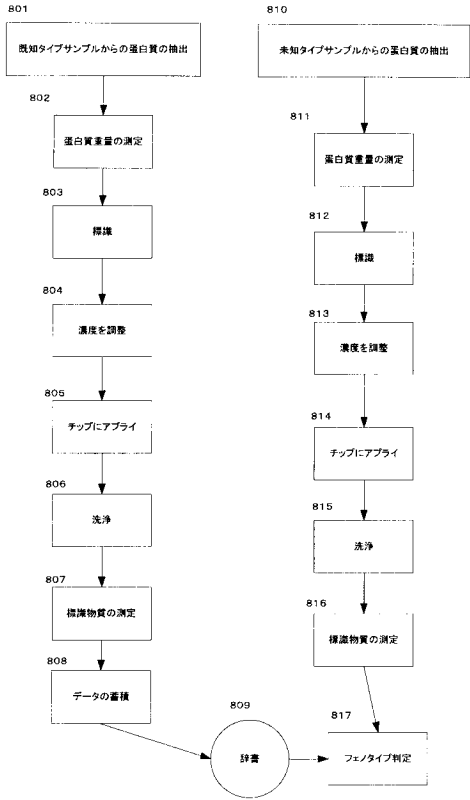 801
既知タイプサンプルからの蛋白質の抽出
802
蛋白質重量の測定
803
標識
804
濃度を調整
805
チップにアプライ
806
洗浄
807
標識物質の測定
808
データの蓄積
809
辞書
810
未知タイプサンプルからの蛋白質の抽出
811
蛋白質重量の測定
812
標識
813
濃度を調整
814
チップにアプライ
815
洗浄
816
標識物質の測定
817
フェノタイプ判定